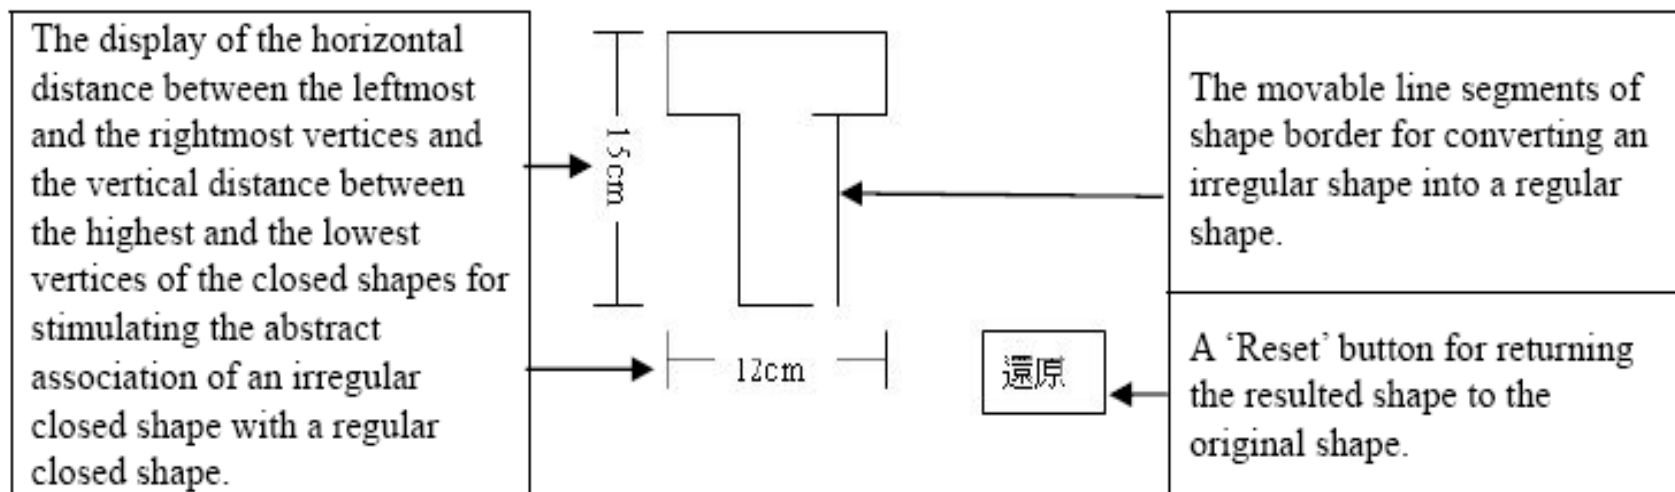 The display of the horizontal
distance between the leftmost
and the rightmost vertices and
the vertical distance between
the highest and the lowest
vertices of the closed shapes for
stimulating the abstract
association of an irregular
closed shape with a regular
closed shape.
15cm
12cm
還原
The movable line segments of
shape border for converting an
irregular shape into a regular
shape.
A ‘Reset’ button for returning
the resulted shape to the
original shape.